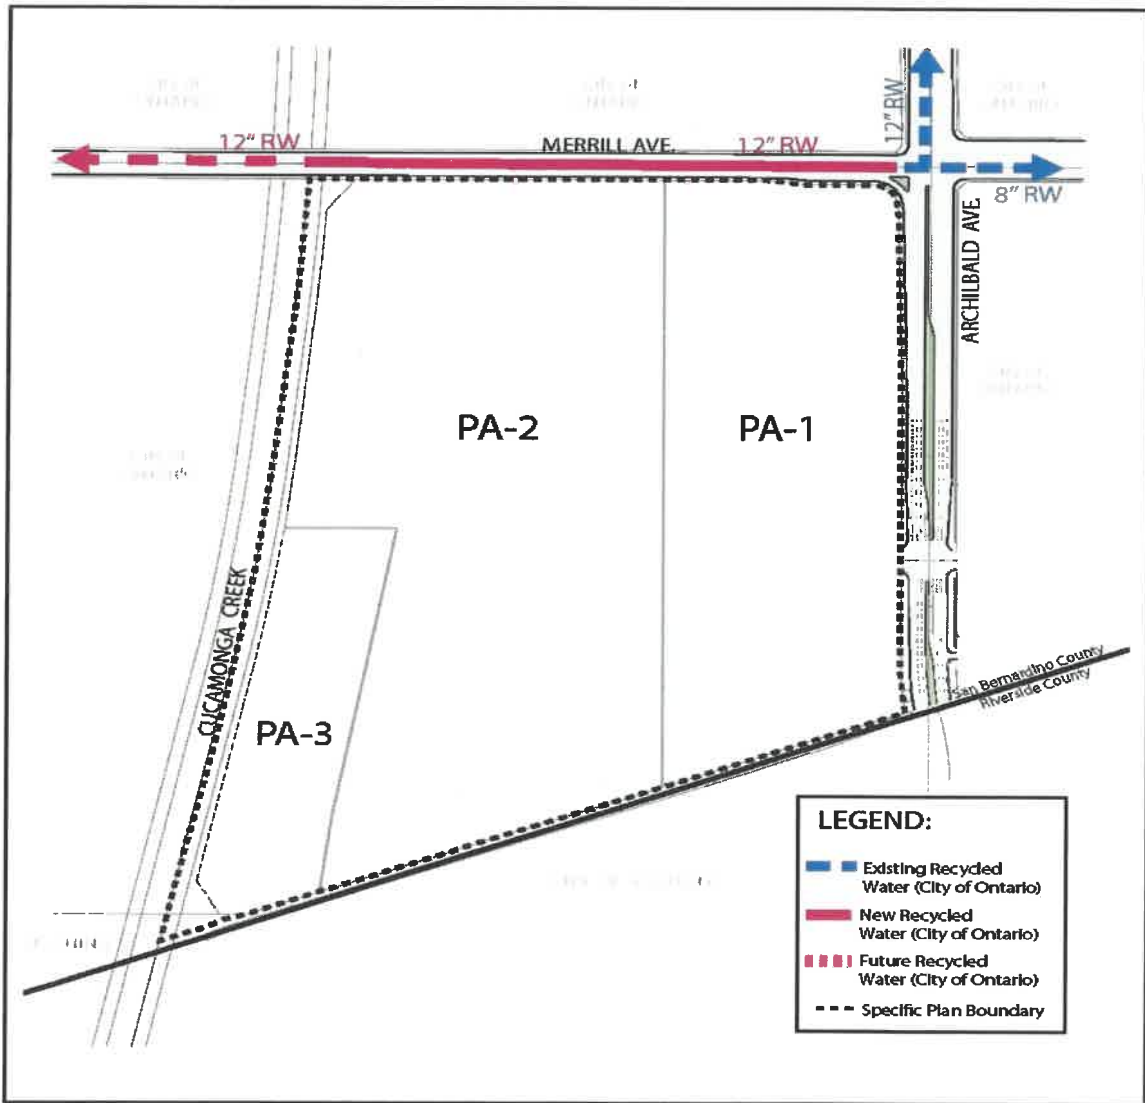 12" RW
12" RW
MERRILL AVE.
12" RW
8" RW
ARCHILBALD AVE.
PA-2
PA-1
CUCAMONGA CREEK
PA-3
San Bernardino County
Riverside County
LEGEND:
Existing Recycled
Water (City of Ontario)
New Recycled
Water (City of Ontario)
Future Recycled
Water (City of Ontario)
Specific Plan Boundary